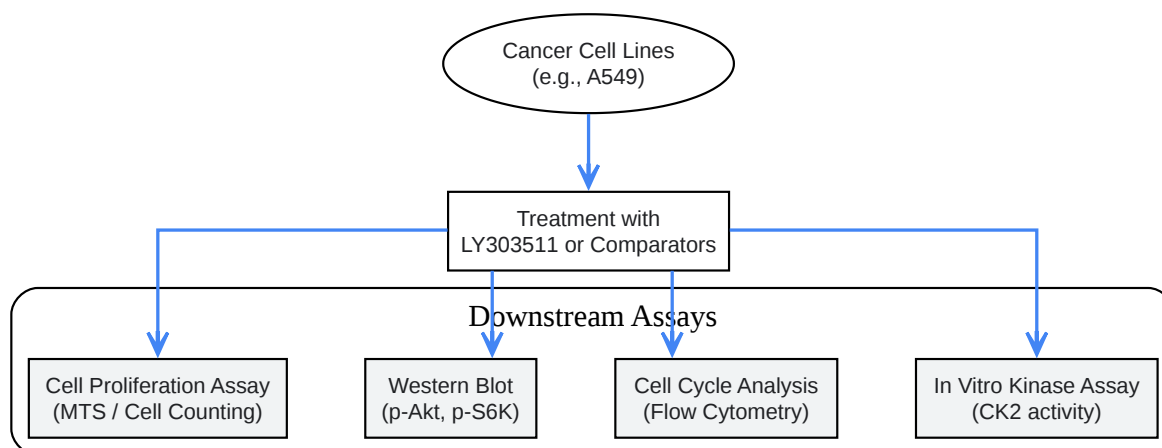 Cancer Cell Lines
(e.g., A549)
Treatment with
LY303511 or Comparators
Downstream Assays
Cell Proliferation Assay
(MTS / Cell Counting)
Western Blot
(p-Akt, p-S6K)
Cell Cycle Analysis
(Flow Cytometry)
In Vitro Kinase Assay
(CK2 activity)